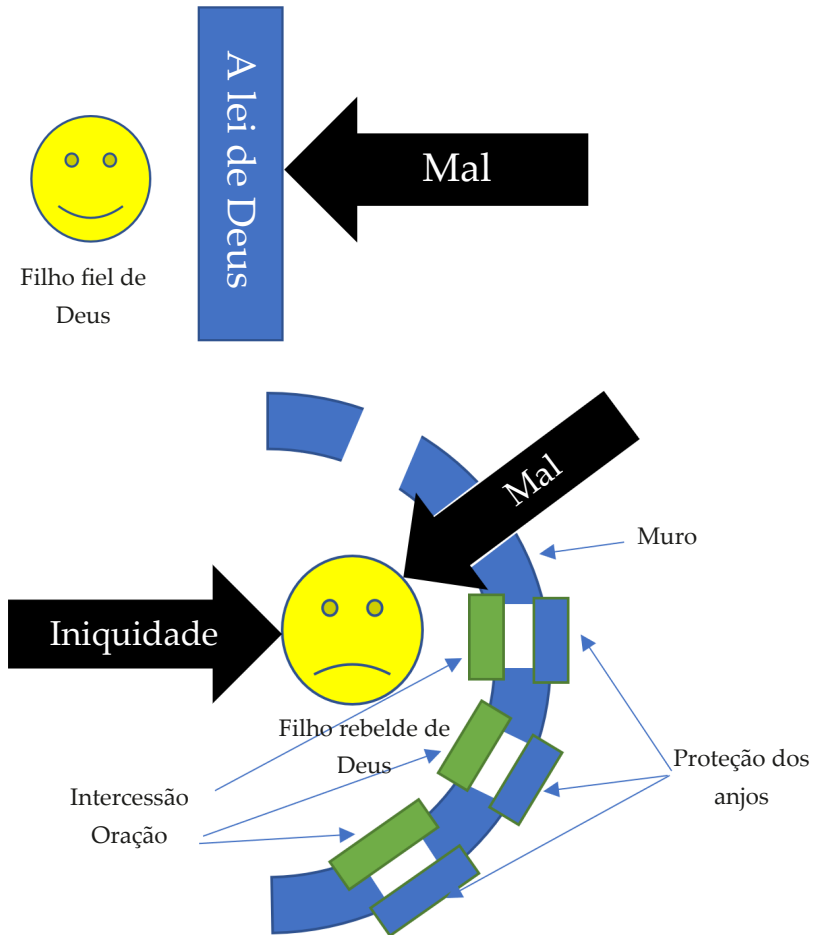 A lei de Deus
Mal
Filho fiel de
Deus
Mal
Muro
Iniquidade
Filho rebelde de
Deus
Proteção dos
anjos
Intercessão
Oração